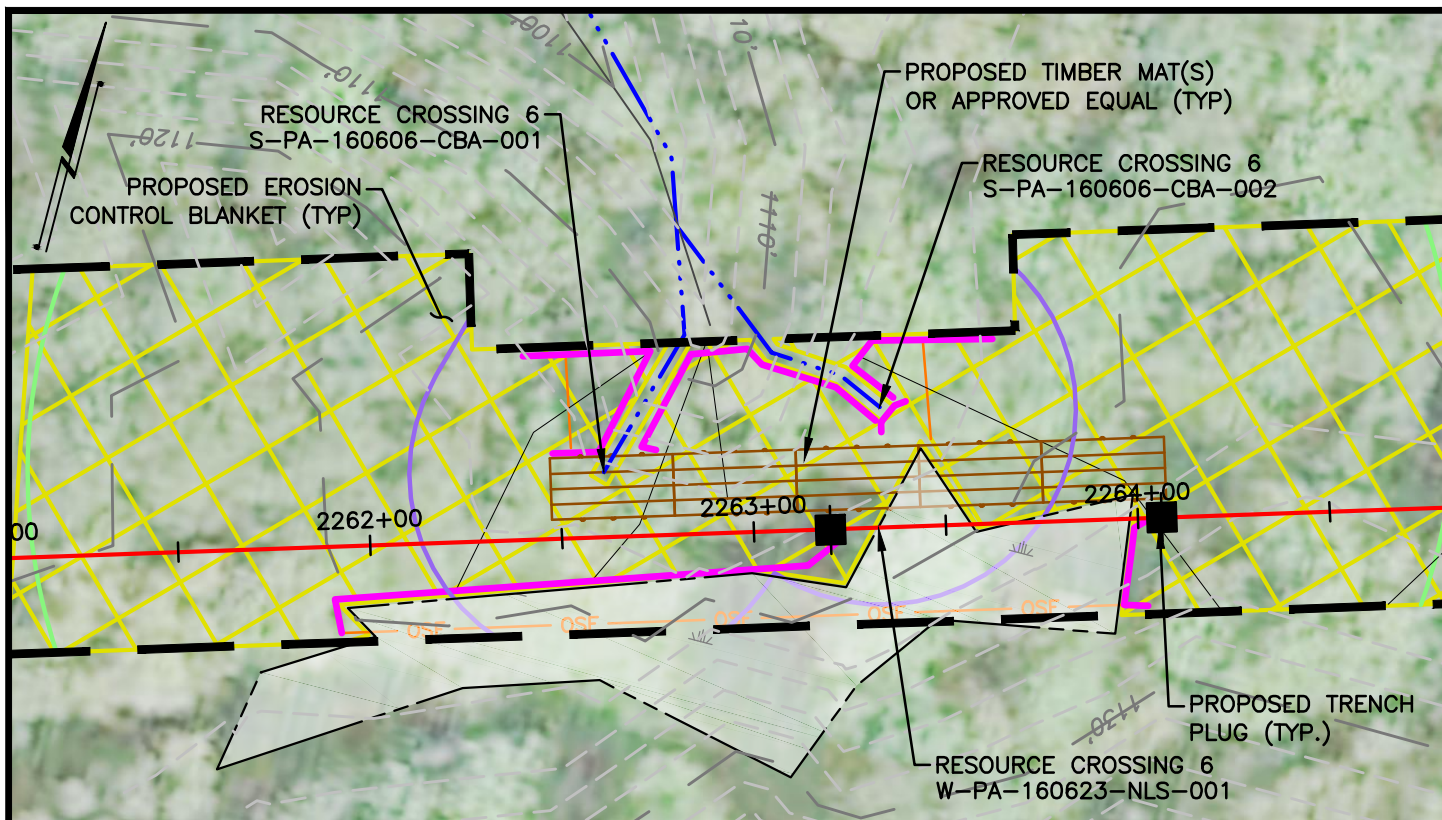 1100'
10'
1110'
1120'
PROPOSED TIMBER MAT(S)
OR APPROVED EQUAL (TYP)
RESOURCE CROSSING 6
S-PA-160606-CBA-001
RESOURCE CROSSING 6
S-PA-160606-CBA-002
PROPOSED EROSION
CONTROL BLANKET (TYP)
1110'
00
2262+00
2263+00
2264+00
OSF
OSF
OSF
OSF
OSF
PROPOSED TRENCH
PLUG (TYP.)
1130'
RESOURCE CROSSING 6
W-PA-160623-NLS-001